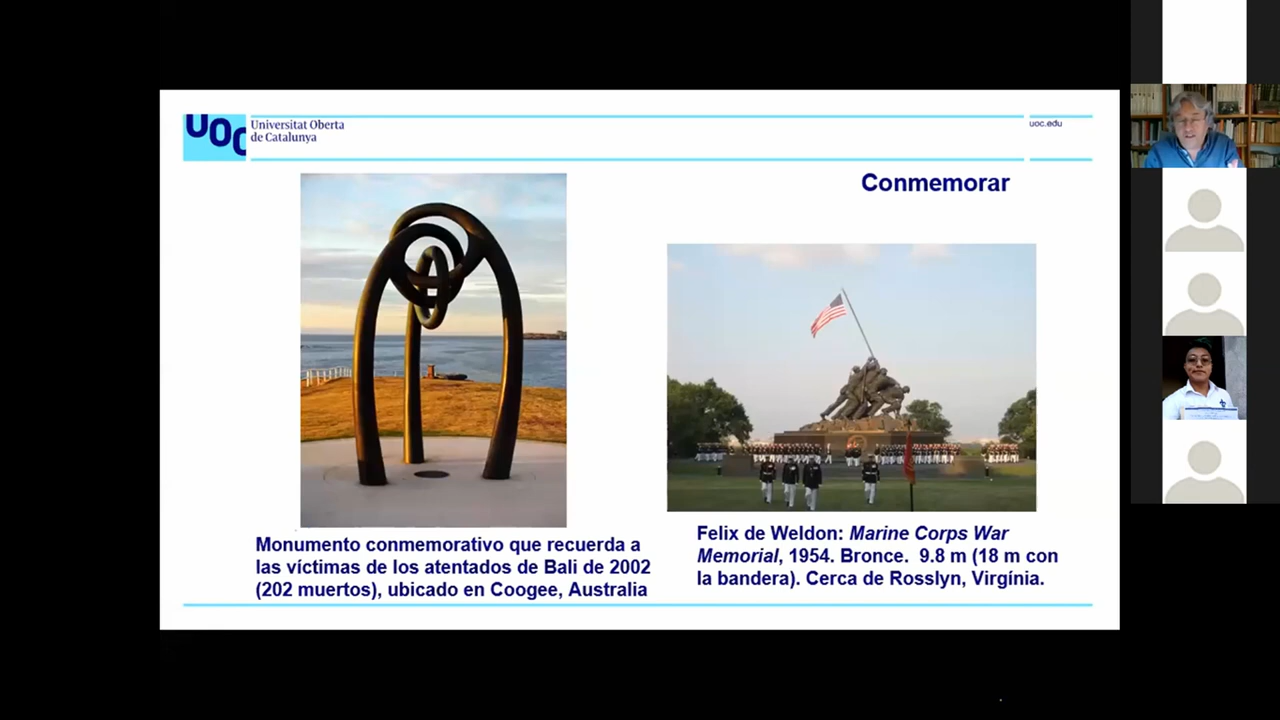 UOC
Universitat Oberta
de Catalunya
uoc.edu
Conmemorar
Monumento conmemorativo que recuerda a
las víctimas de los atentados de Bali de 2002
(202 muertos), ubicado en Coogee, Australia
Felix de Weldon: Marine Corps War
Memorial, 1954. Bronce.  9.8 m (18 m con
la bandera). Cerca de Rosslyn, Virgínia.